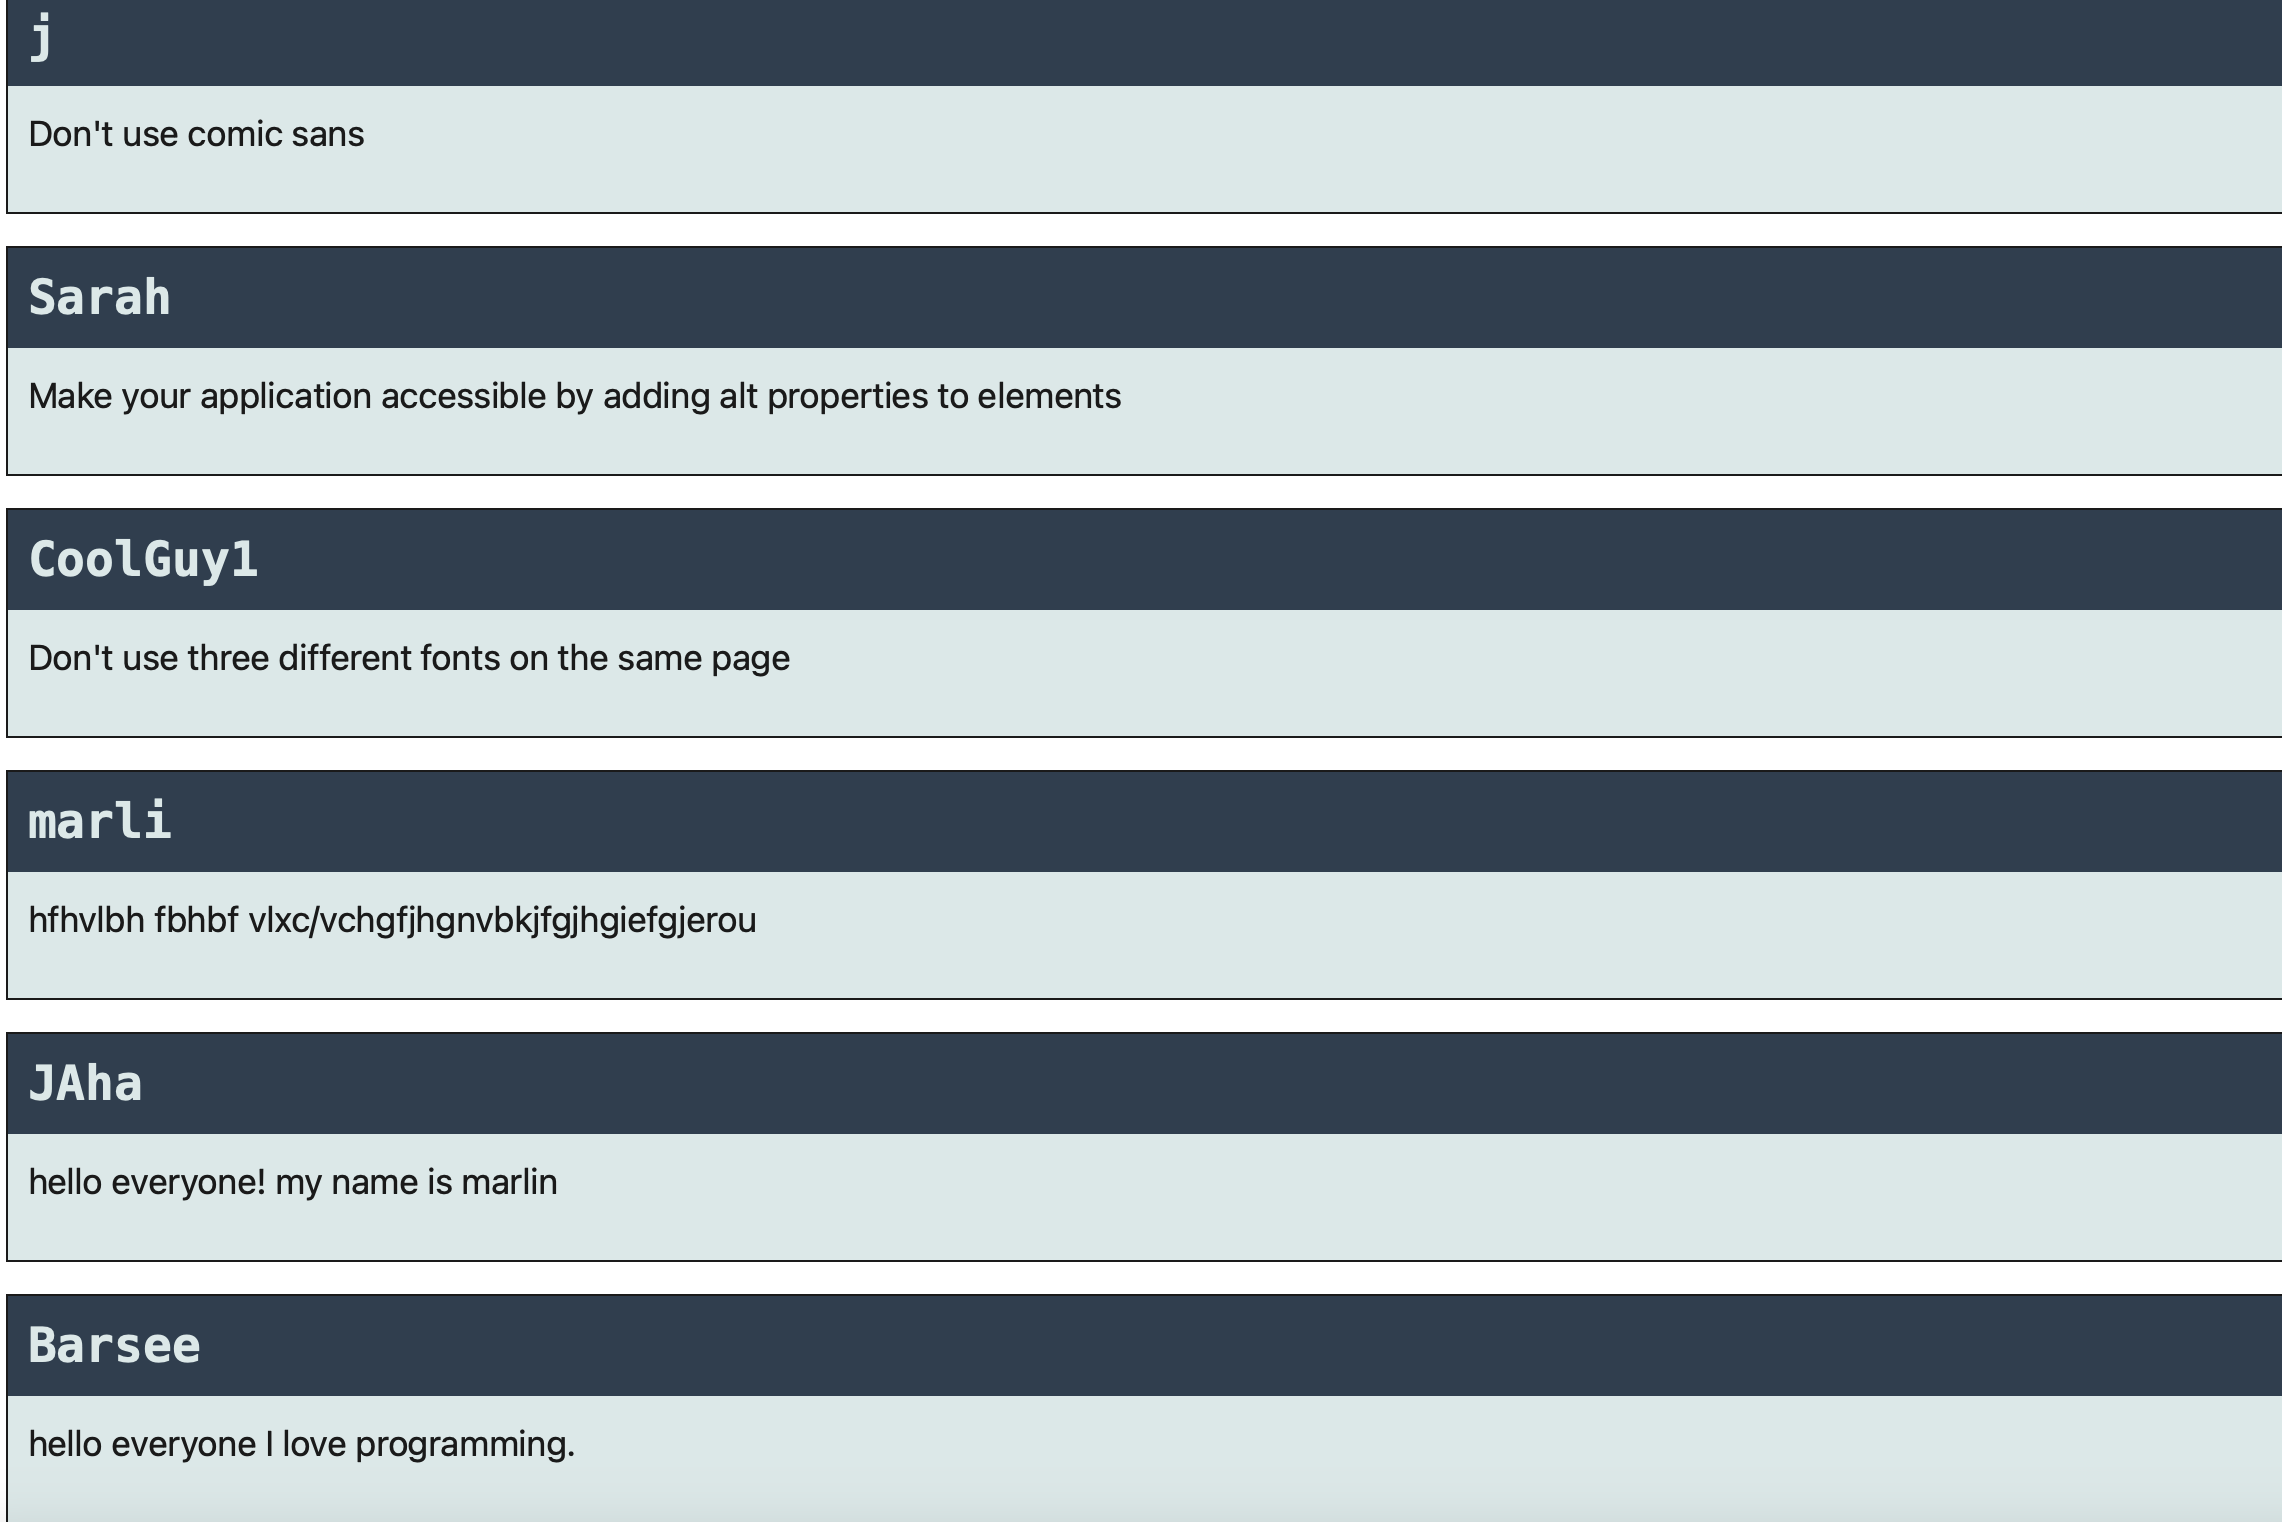 j
Don't use comic sans
Sarah
Make your application accessible by adding alt properties to elements
CoolGuy1
Don't use three different fonts on the same page
marli
hfhvlbh fbhbf vlxc/vchgfjhgnvbkjfgjhgiefgjerou
JAha
hello everyone! my name is marlin
Barsee
hello everyone I love programming.